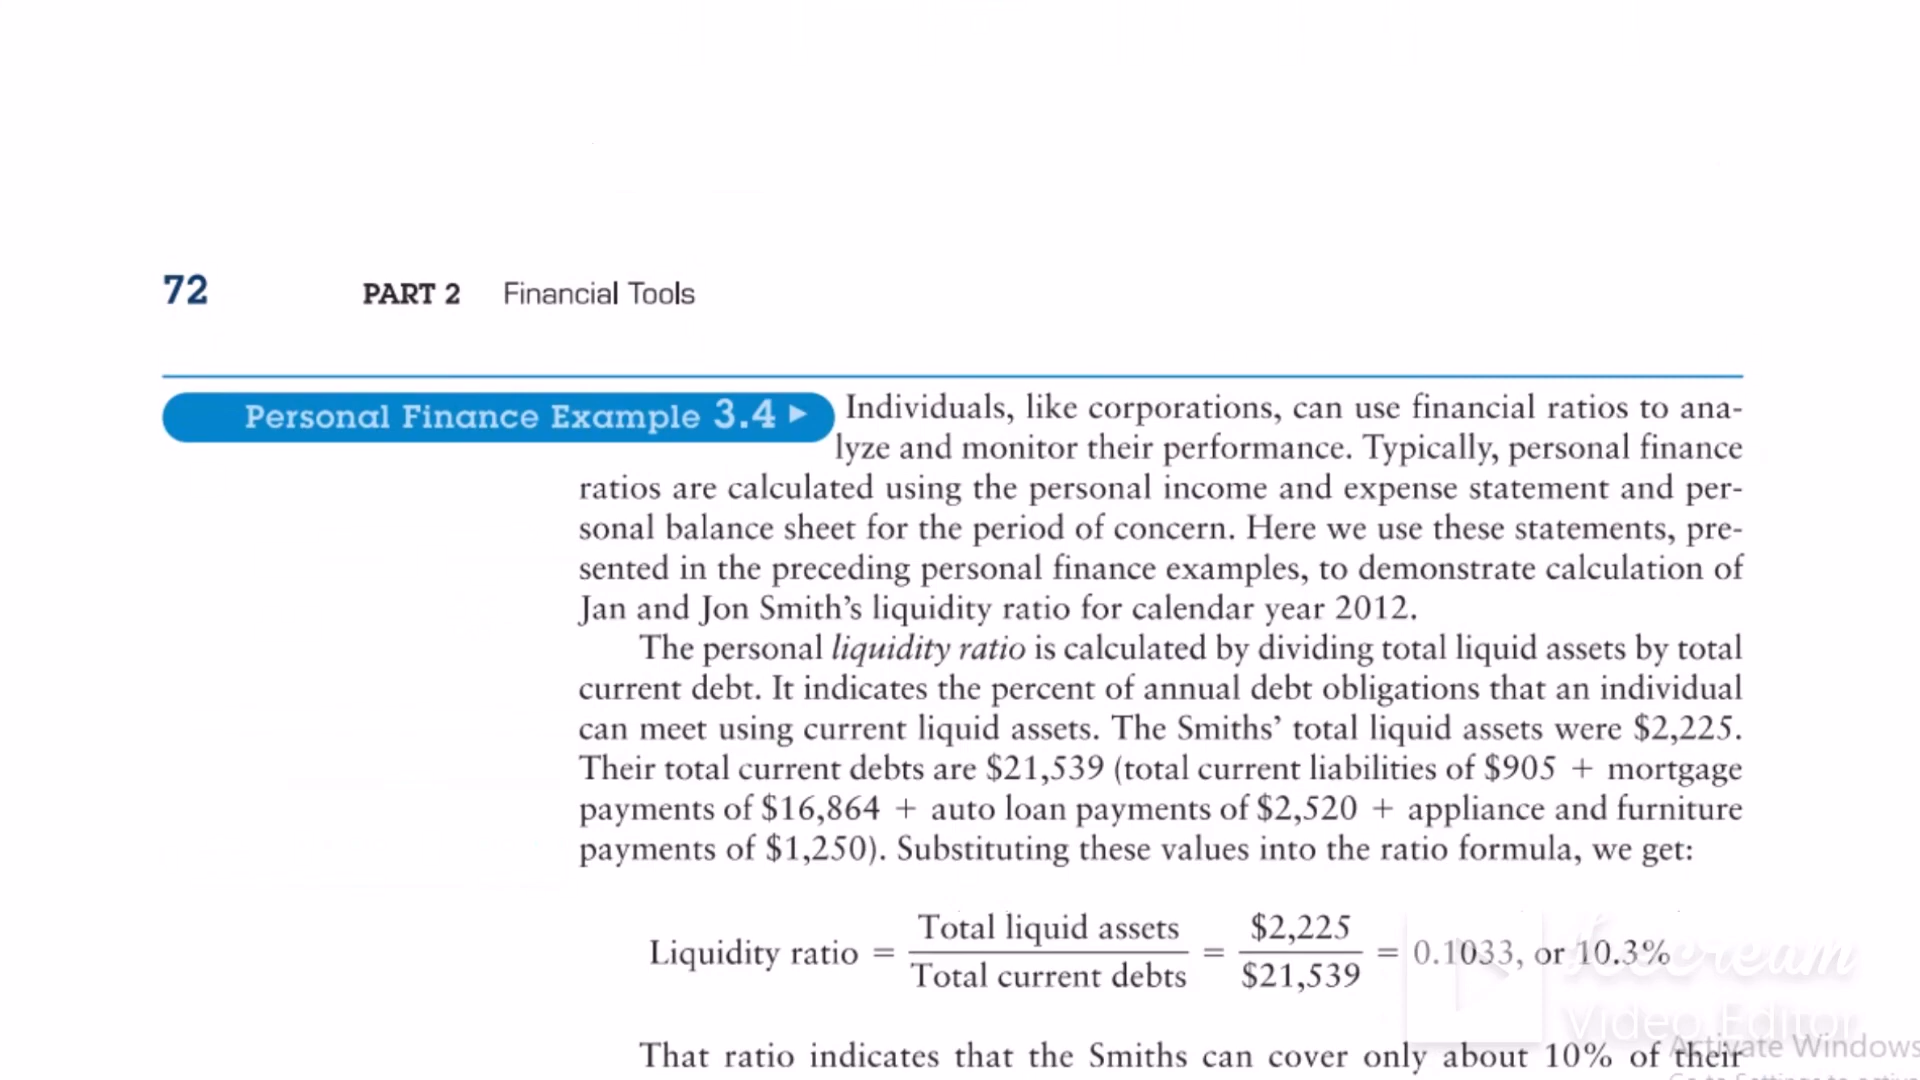 72 PART 2 Financial Tools
Personal Finance Example 3.4 ▶ Individuals, like corporations, can use financial ratios to ana-
lyze and monitor their performance. Typically, personal finance
ratios are calculated using the personal income and expense statement and per-
sonal balance sheet for the period of concern. Here we use these statements, pre-
sented in the preceding personal finance examples, to demonstrate calculation of
Jan and Jon Smith’s liquidity ratio for calendar year 2012.
The personal liquidity ratio is calculated by dividing total liquid assets by total
current debt. It indicates the percent of annual debt obligations that an individual
can meet using current liquid assets. The Smiths’ total liquid assets were $2,225.
Their total current debts are $21,539 (total current liabilities of $905 + mortgage
payments of $16,864 + auto loan payments of $2,520 + appliance and furniture
payments of $1,250). Substituting these values into the ratio formula, we get:
Liquidity ratio = Total liquid assets / Total current debts = $2,225 / $21,539 = 0.1033, or 10.3%
Icecream
Video Editor
That ratio indicates that the Smiths can cover only about 10% of their
Activate Windows